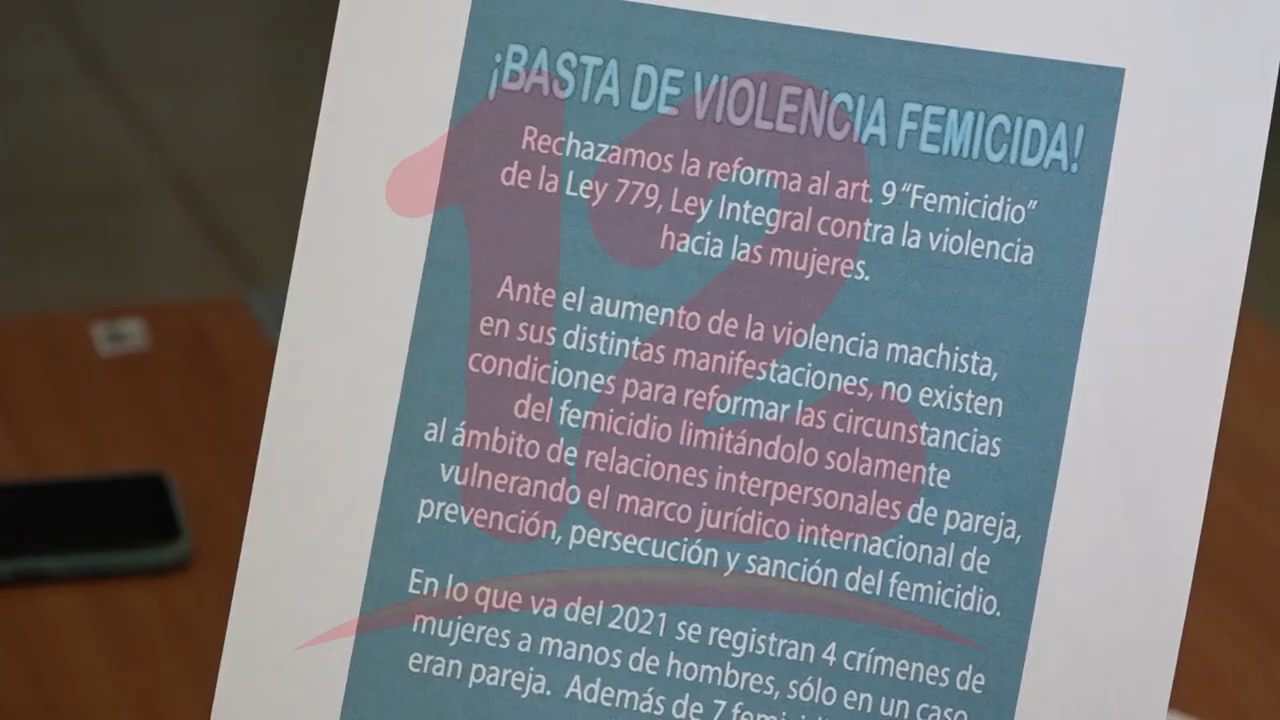 ¡BASTA DE VIOLENCIA FEMICIDA!
Rechazamos la reforma al art. 9 “Femicidio”
de la Ley 779, Ley Integral contra la violencia
hacia las mujeres.
Ante el aumento de la violencia machista,
en sus distintas manifestaciones, no existen
condiciones para reformar las circunstancias
del femicidio limitándolo solamente
al ámbito de relaciones interpersonales de pareja,
vulnerando el marco jurídico internacional de
prevención, persecución y sanción del femicidio.
En lo que va del 2021 se registran 4 crímenes de
mujeres a manos de hombres, sólo en un caso
eran pareja. Además de 7
12